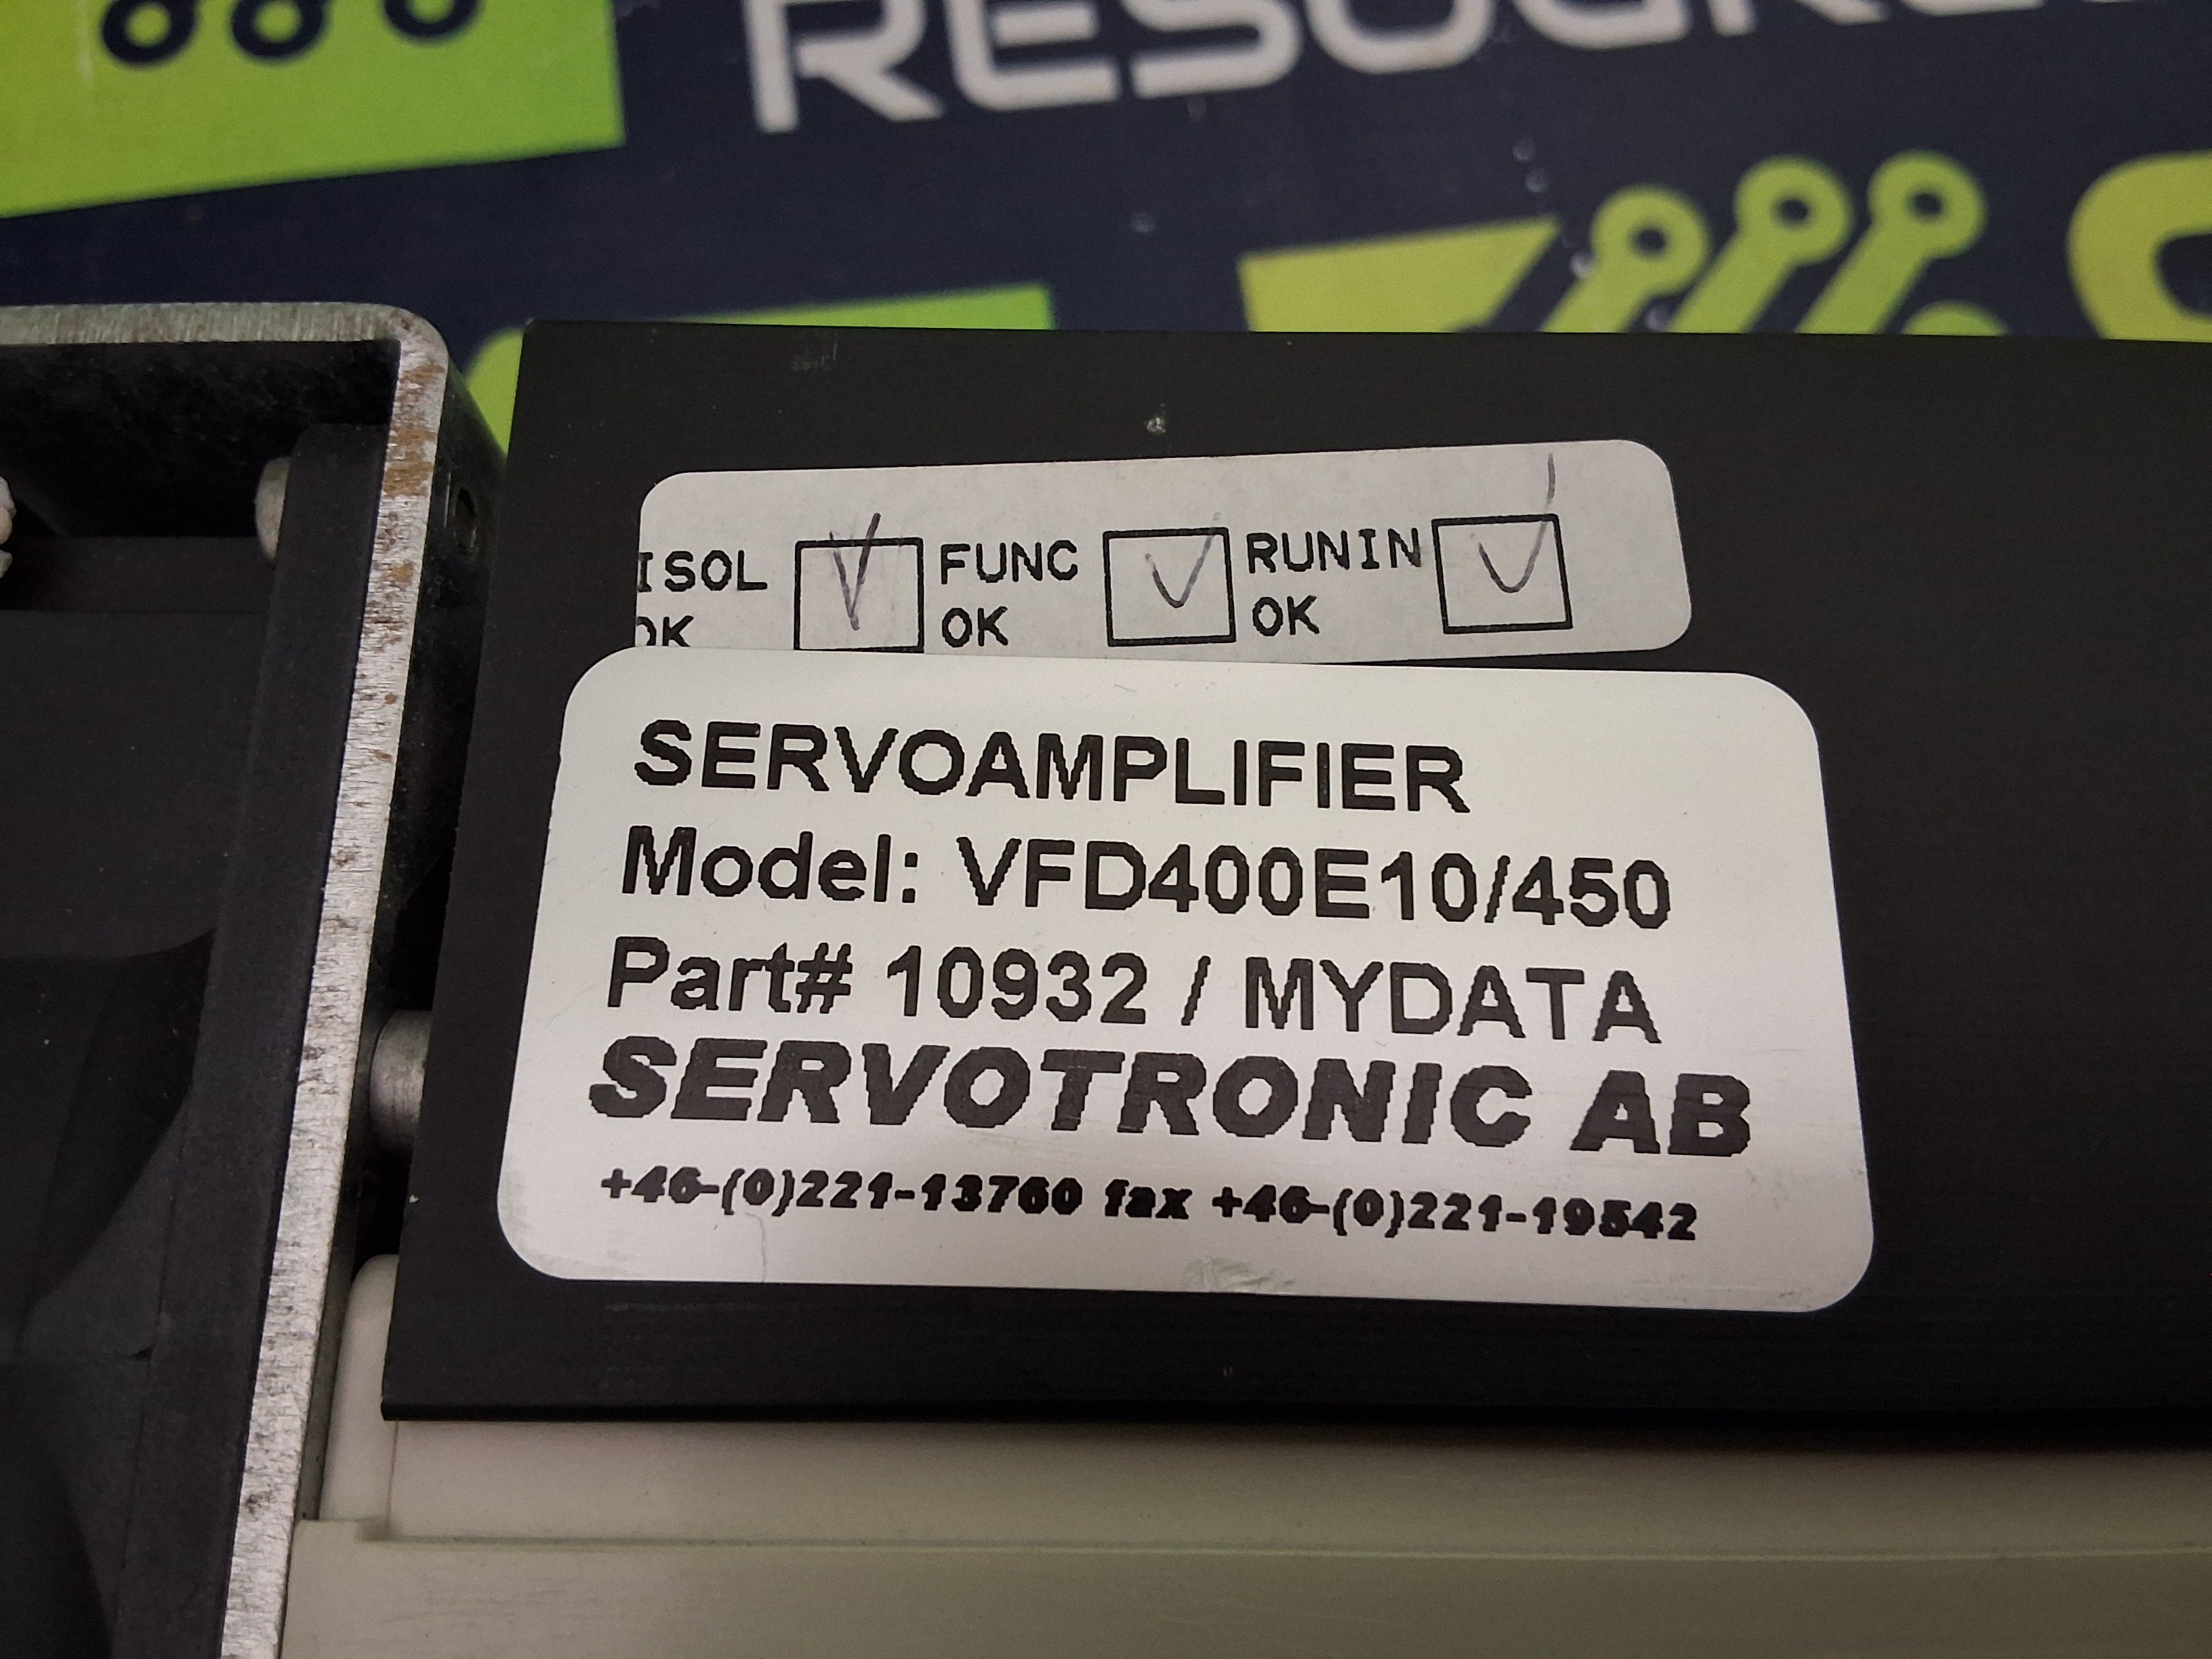 ISOL FUNC RUNIN
OK OK OK
SERVOAMPLIFIER
Model: VFD400E10/450
Part# 10932 / MYDATA
SERVOTRONIC AB
+46-(0)221-13760 fax +46-(0)221-19542